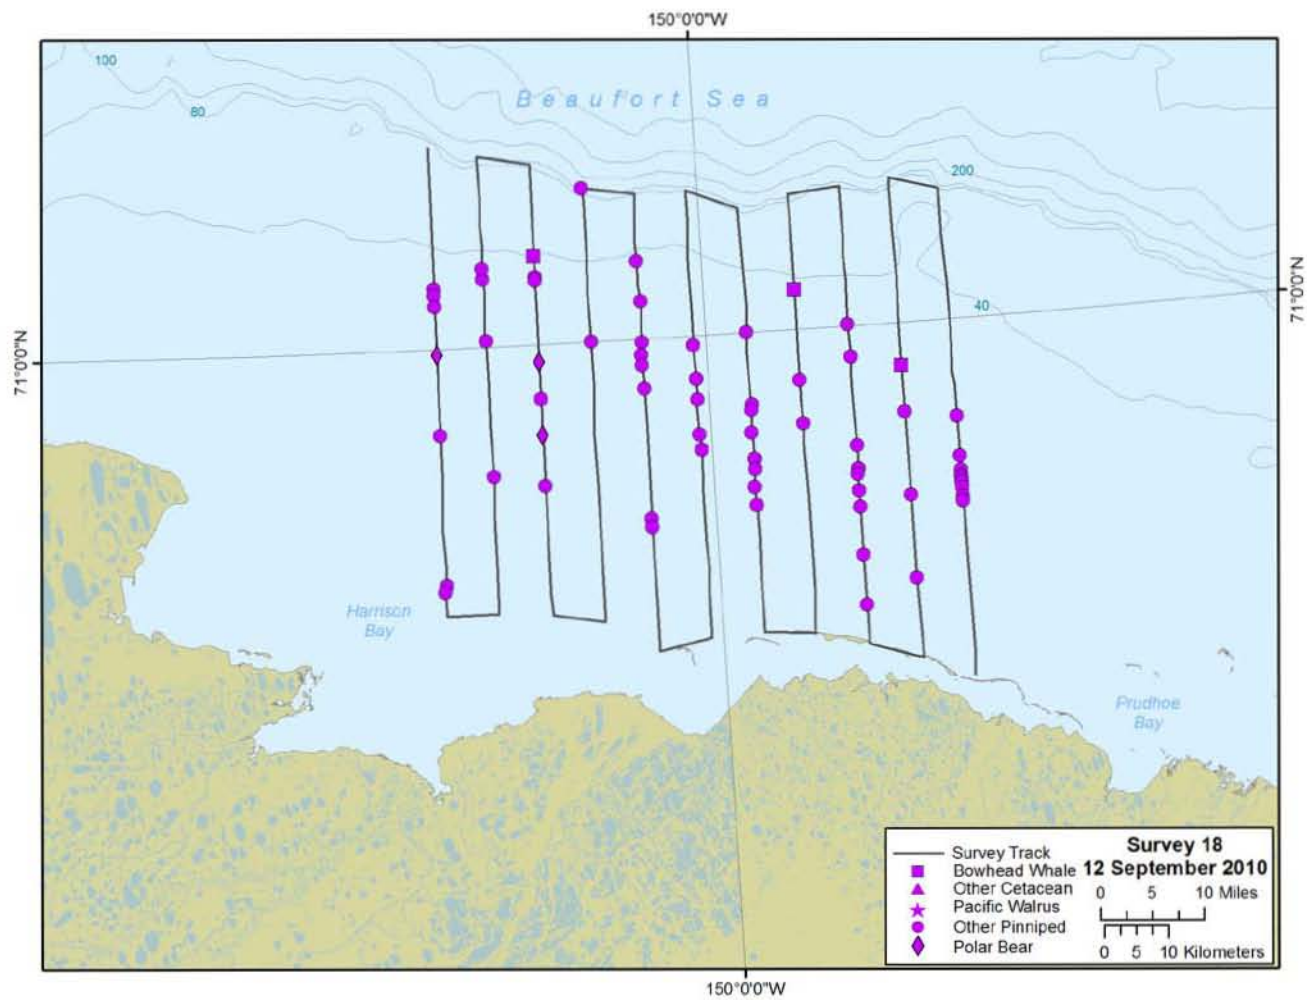 150°0'0"W
100
80
Beaufort Sea
200
71°0'0"N
40
71°0'0"N
Harrison
Bay
Prudhoe
Bay
Survey Track
Bowhead Whale
Other Cetacean
Pacific Walrus
Other Pinniped
Polar Bear
Survey 18
12 September 2010
0 5 10 Miles
0 5 10 Kilometers
150°0'0"W